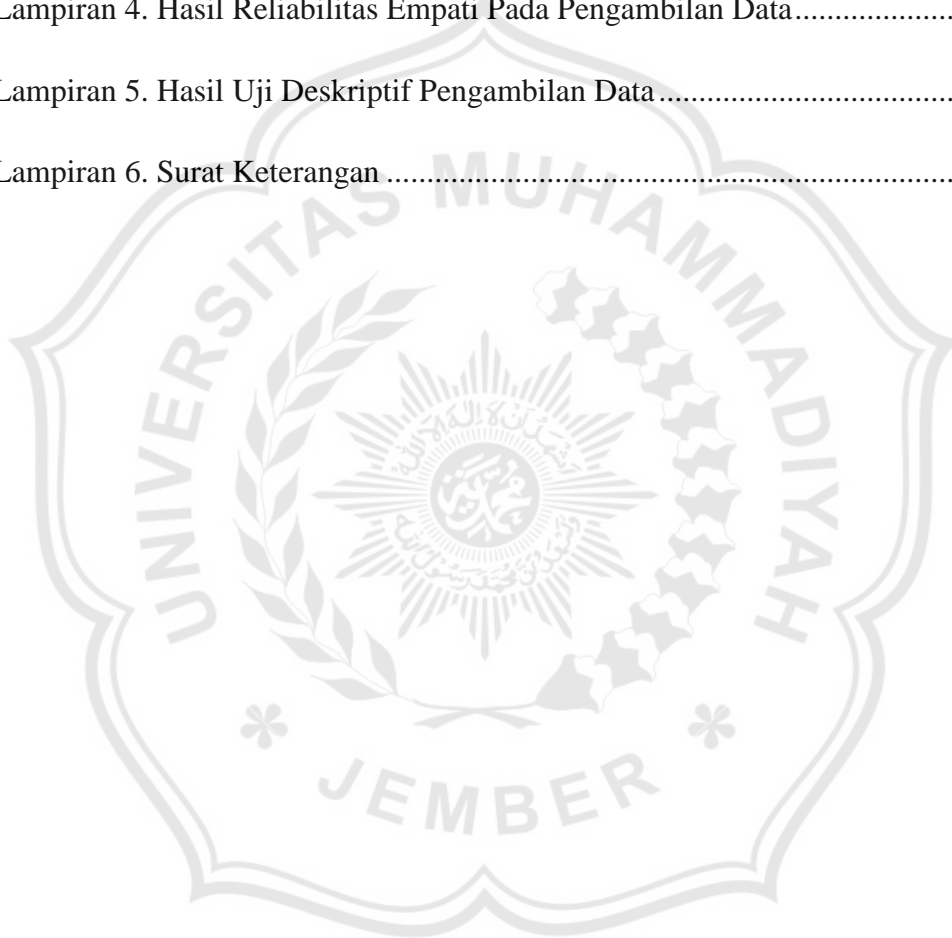 Lampiran 4. Hasil Reliabilitas Empati Pada Pengambilan Data....................
Lampiran 5. Hasil Uji Deskriptif Pengambilan Data.....................................
Lampiran 6. Surat Keterangan .......................................................................
UNIVERSITAS MUHAMMADIYAH
JEMBER